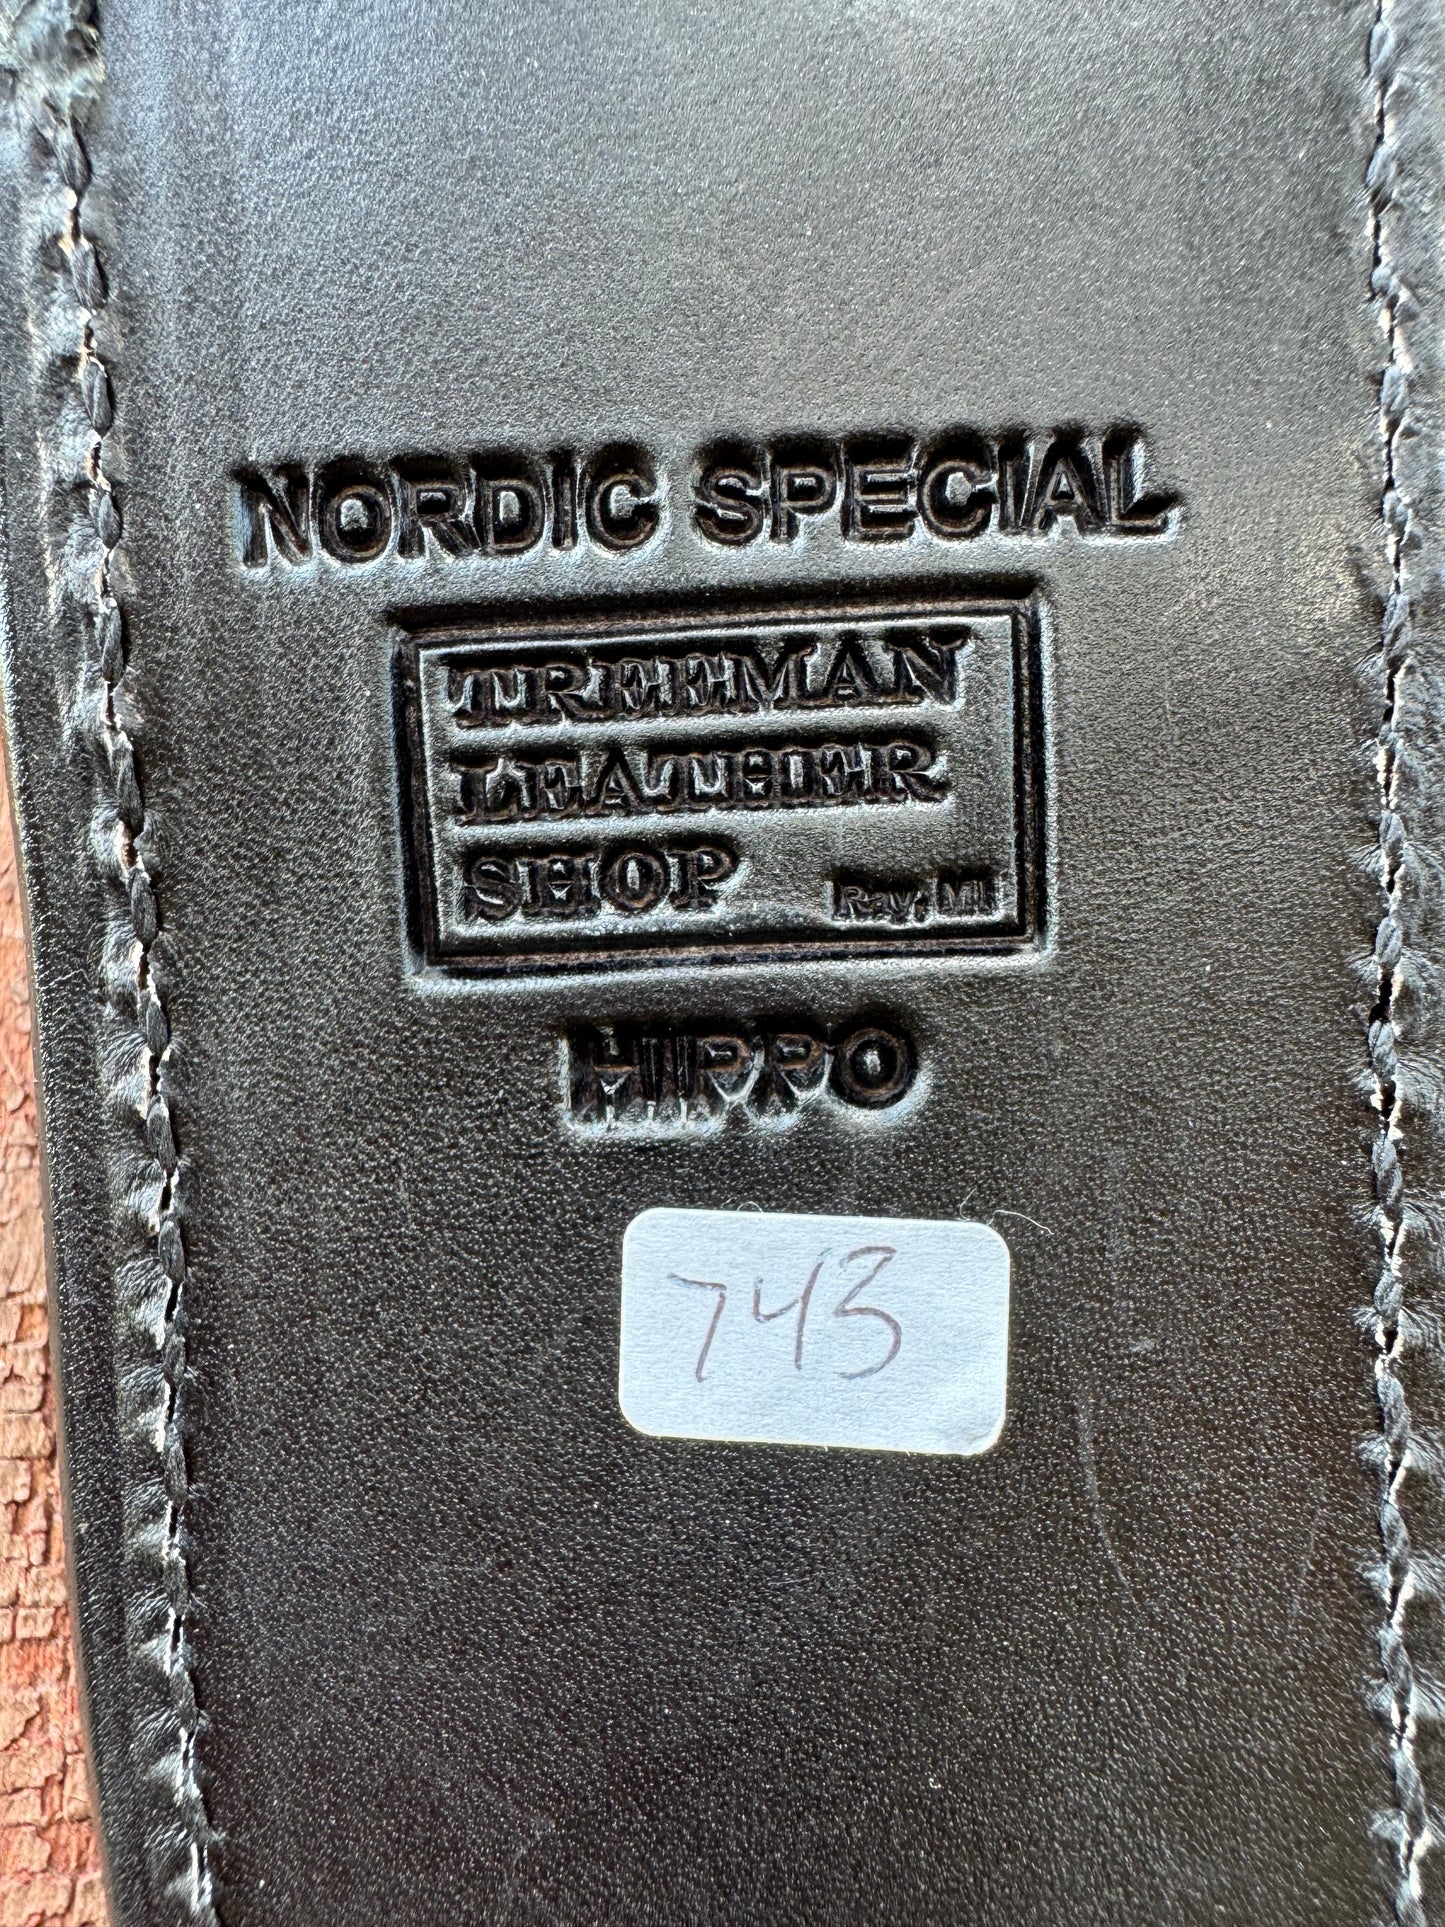 NORDIC SPECIAL
TREEMAN
LEATHER
SHOP Ray, MI
HIPPO
743